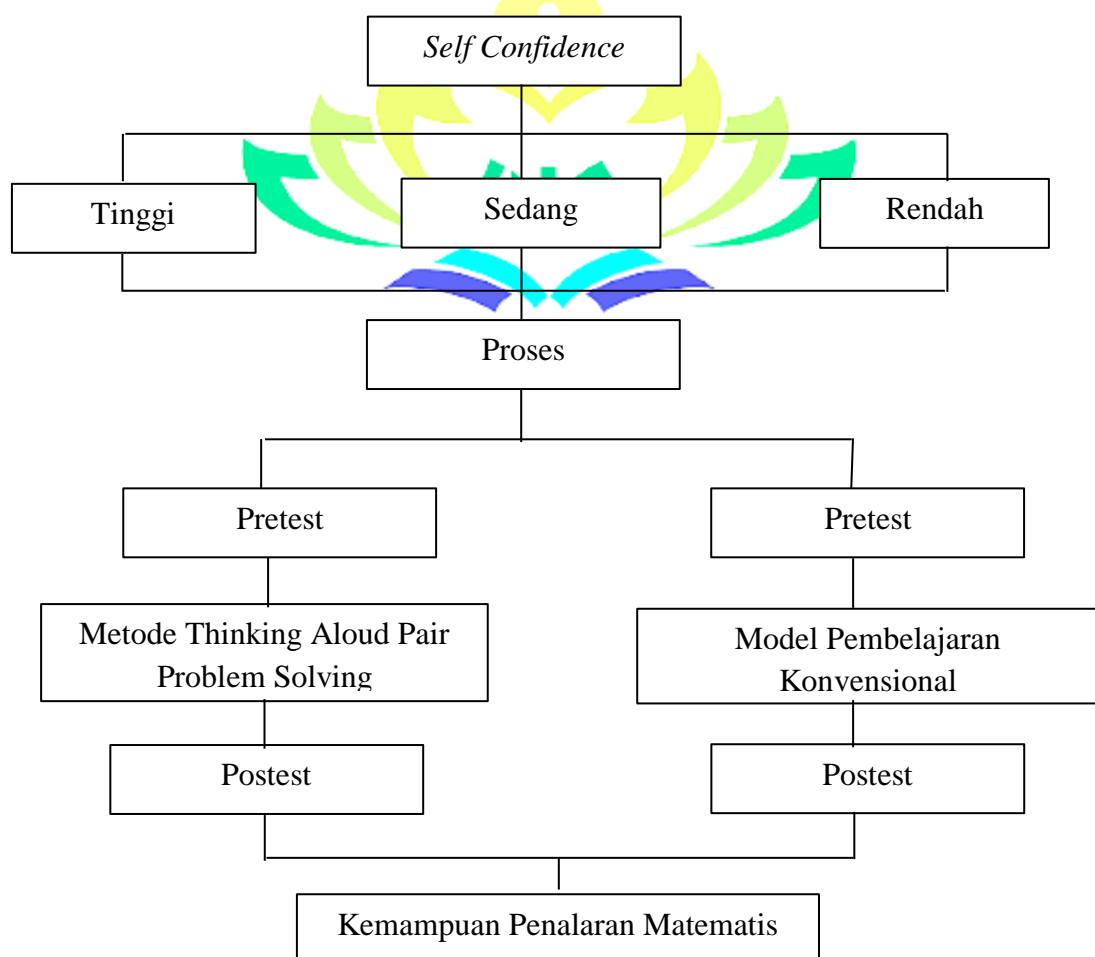 Self Confidence
Tinggi
Sedang
Rendah
Proses
Pretest
Pretest
Metode Thinking Aloud Pair
Problem Solving
Model Pembelajaran
Konvensional
Postest
Postest
Kemampuan Penalaran Matematis